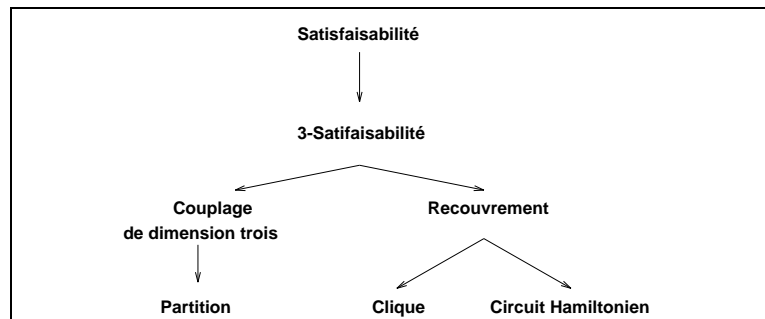 Satisfaisabilité
3-Satifaisabilité
Couplage
de dimension trois
Recouvrement
Partition
Clique
Circuit Hamiltonien